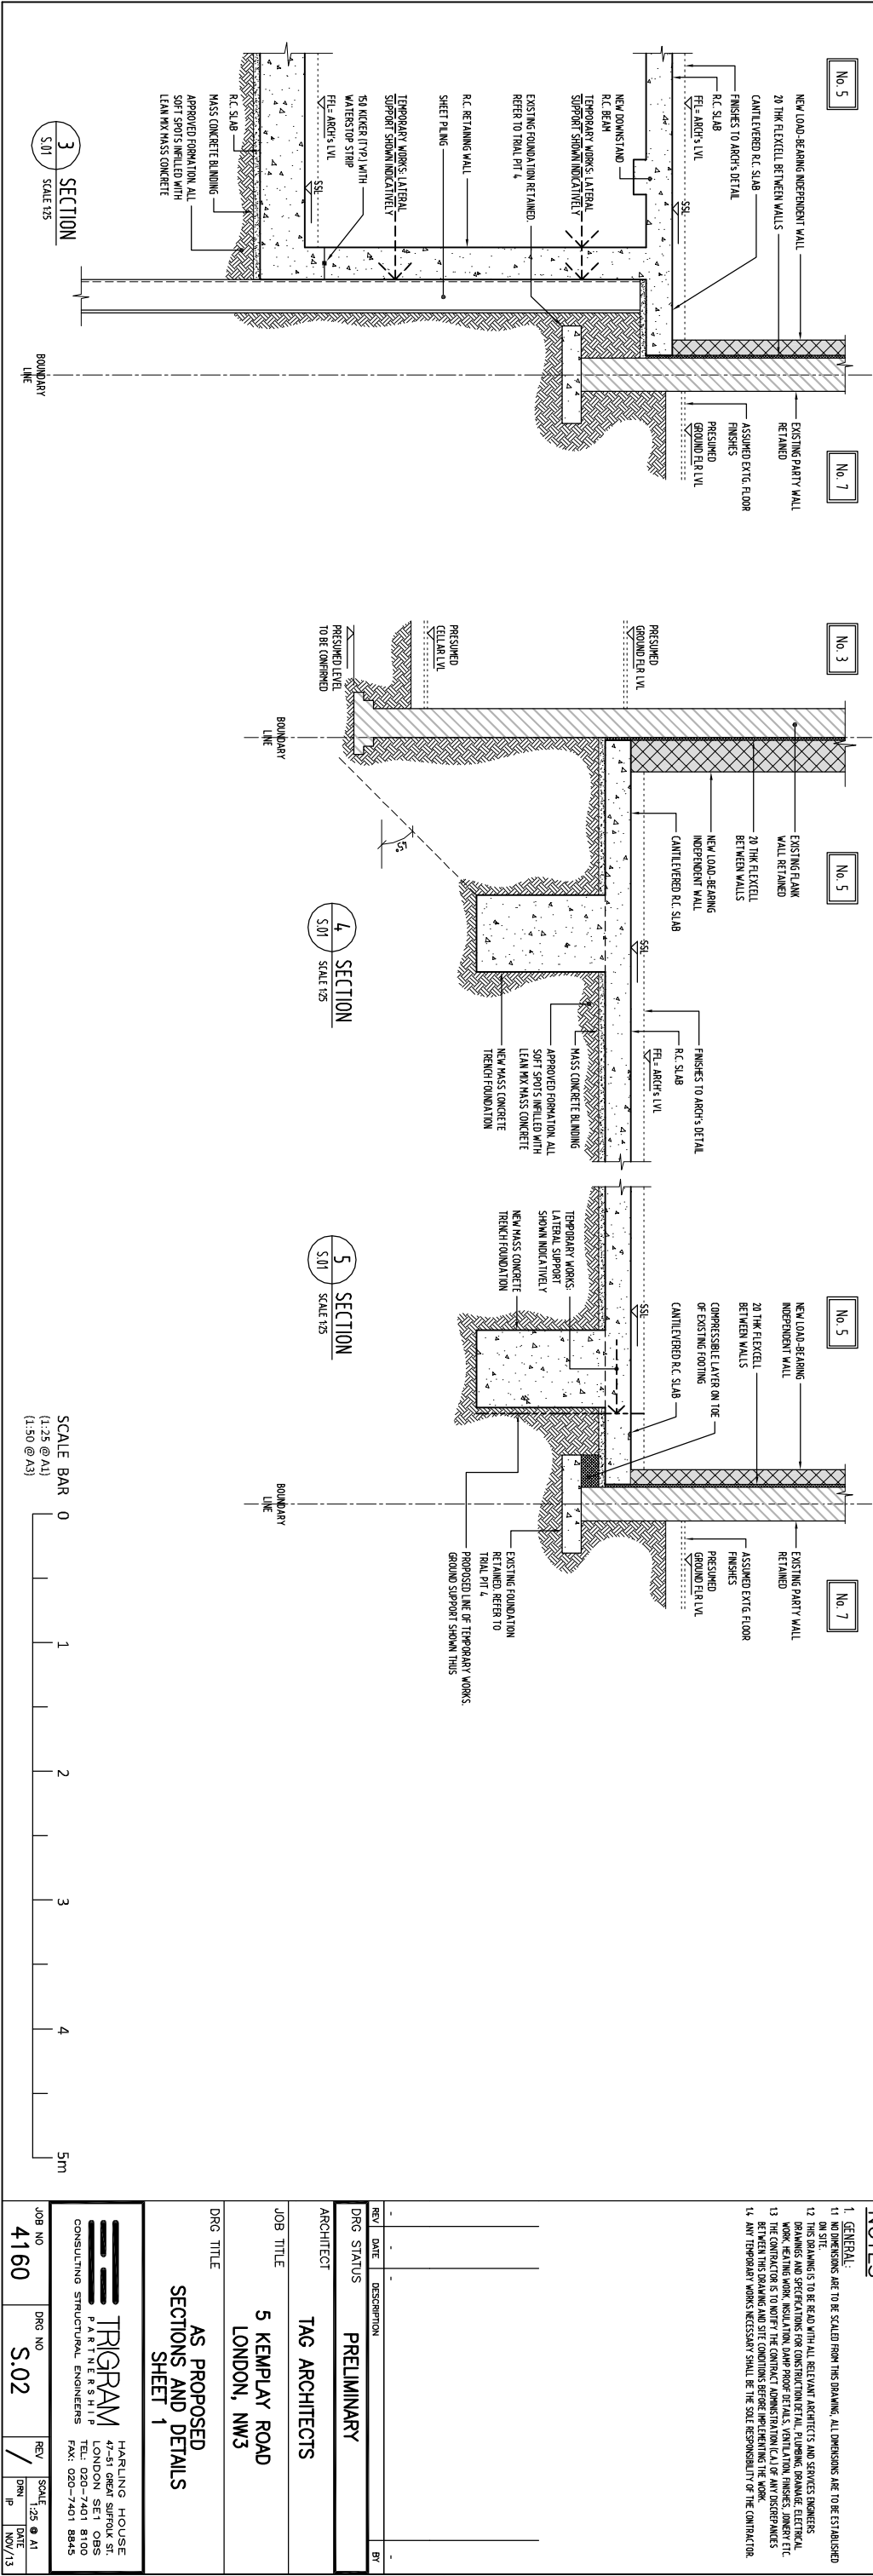 No. 5
NEW LOAD-BEARING INDEPENDENT WALL
20 THK FLEXCELL BETWEEN WALLS
CANTILEVERED R.C. SLAB
FINISHES TO ARCH's DETAIL
R.C. SLAB
FFL= ARCH's LVL
SSL
NEW DOWNSTAND
R.C. BEAM
TEMPORARY WORKS: LATERAL
SUPPORT SHOWN INDICATIVELY
EXISTING FOUNDATION RETAINED.
REFER TO TRIAL PIT 4
R.C. RETAINING WALL
SHEET PILING
TEMPORARY WORKS: LATERAL
SUPPORT SHOWN INDICATIVELY
150 KICKER (TYP.) WITH
WATERSTOP STRIP
FFL= ARCH's LVL
SSL
R.C. SLAB
MASS CONCRETE BLINDING
APPROVED FORMATION. ALL
SOFT SPOTS INFILLED WITH
LEAN MIX MASS CONCRETE
3
S.01
SECTION
SCALE 1:25
No. 7
EXISTING PARTY WALL
RETAINED
ASSUMED EXTG. FLOOR
FINISHES
PRESUMED
GROUND FLR LVL
BOUNDARY
LINE
No. 3
PRESUMED
GROUND FLR LVL
PRESUMED
CELLAR LVL
PRESUMED LEVEL
TO BE CONFIRMED
BOUNDARY
LINE
No. 5
EXISTING FLANK
WALL RETAINED
20 THK FLEXCELL
BETWEEN WALLS
NEW LOAD-BEARING
INDEPENDENT WALL
CANTILEVERED R.C. SLAB
45°
SSL
FINISHES TO ARCH's DETAIL
R.C. SLAB
FFL= ARCH's LVL
MASS CONCRETE BLINDING
APPROVED FORMATION. ALL
SOFT SPOTS INFILLED WITH
LEAN MIX MASS CONCRETE
NEW MASS CONCRETE
TRENCH FOUNDATION
4
S.01
SECTION
SCALE 1:25
No. 5
NEW LOAD-BEARING
INDEPENDENT WALL
20 THK FLEXCELL
BETWEEN WALLS
COMPRESSIBLE LAYER ON TOE
OF EXISTING FOOTING
CANTILEVERED R.C. SLAB
SSL
TEMPORARY WORKS:
LATERAL SUPPORT
SHOWN INDICATIVELY
NEW MASS CONCRETE
TRENCH FOUNDATION
5
S.01
SECTION
SCALE 1:25
No. 7
EXISTING PARTY WALL
RETAINED
ASSUMED EXTG. FLOOR
FINISHES
PRESUMED
GROUND FLR LVL
EXISTING FOUNDATION
RETAINED. REFER TO
TRIAL PIT 4
PROPOSED LINE OF TEMPORARY WORKS.
GROUND SUPPORT SHOWN THUS
BOUNDARY
LINE
SCALE BAR 0 1 2 3 4 5m
(1:25 @ A1)
(1:50 @ A3)
NOTES
1. GENERAL:
1.1 NO DIMENSIONS ARE TO BE SCALED FROM THIS DRAWING, ALL DIMENSIONS ARE TO BE ESTABLISHED
ON SITE.
1.2 THIS DRAWING IS TO BE READ WITH ALL RELEVANT ARCHITECTS AND SERVICES ENGINEERS
DRAWINGS AND SPECIFICATIONS FOR CONSTRUCTION DETAIL, PLUMBING, DRAINAGE, ELECTRICAL
WORK, HEATING WORK, INSULATION, DAMP PROOF DETAILS, VENTILATION, FINISHES, JOINERY ETC.
1.3 THE CONTRACTOR IS TO NOTIFY THE CONTRACT ADMINISTRATION (C.A.) OF ANY DISCREPANCIES
BETWEEN THIS DRAWING AND SITE CONDITIONS BEFORE IMPLEMENTING THE WORK.
1.4 ANY TEMPORARY WORKS NECESSARY SHALL BE THE SOLE RESPONSIBILITY OF THE CONTRACTOR.
- - - -
REV DATE DESCRIPTION BY
DRG STATUS
PRELIMINARY
ARCHITECT
TAG ARCHITECTS
JOB TITLE
5 KEMPLAY ROAD
LONDON, NW3
DRG TITLE
AS PROPOSED
SECTIONS AND DETAILS
SHEET 1
TRIGRAM
PARTNERSHIP
CONSULTING STRUCTURAL ENGINEERS
HARLING HOUSE
47-51 GREAT SUFFOLK ST.
LONDON SE1 0BS
TEL: 020-7401 8100
FAX: 020-7401 8845
JOB NO
4160
DRG NO
S.02
REV
/
SCALE
1:25 @ A1
DRN
IP
DATE
NOV/13